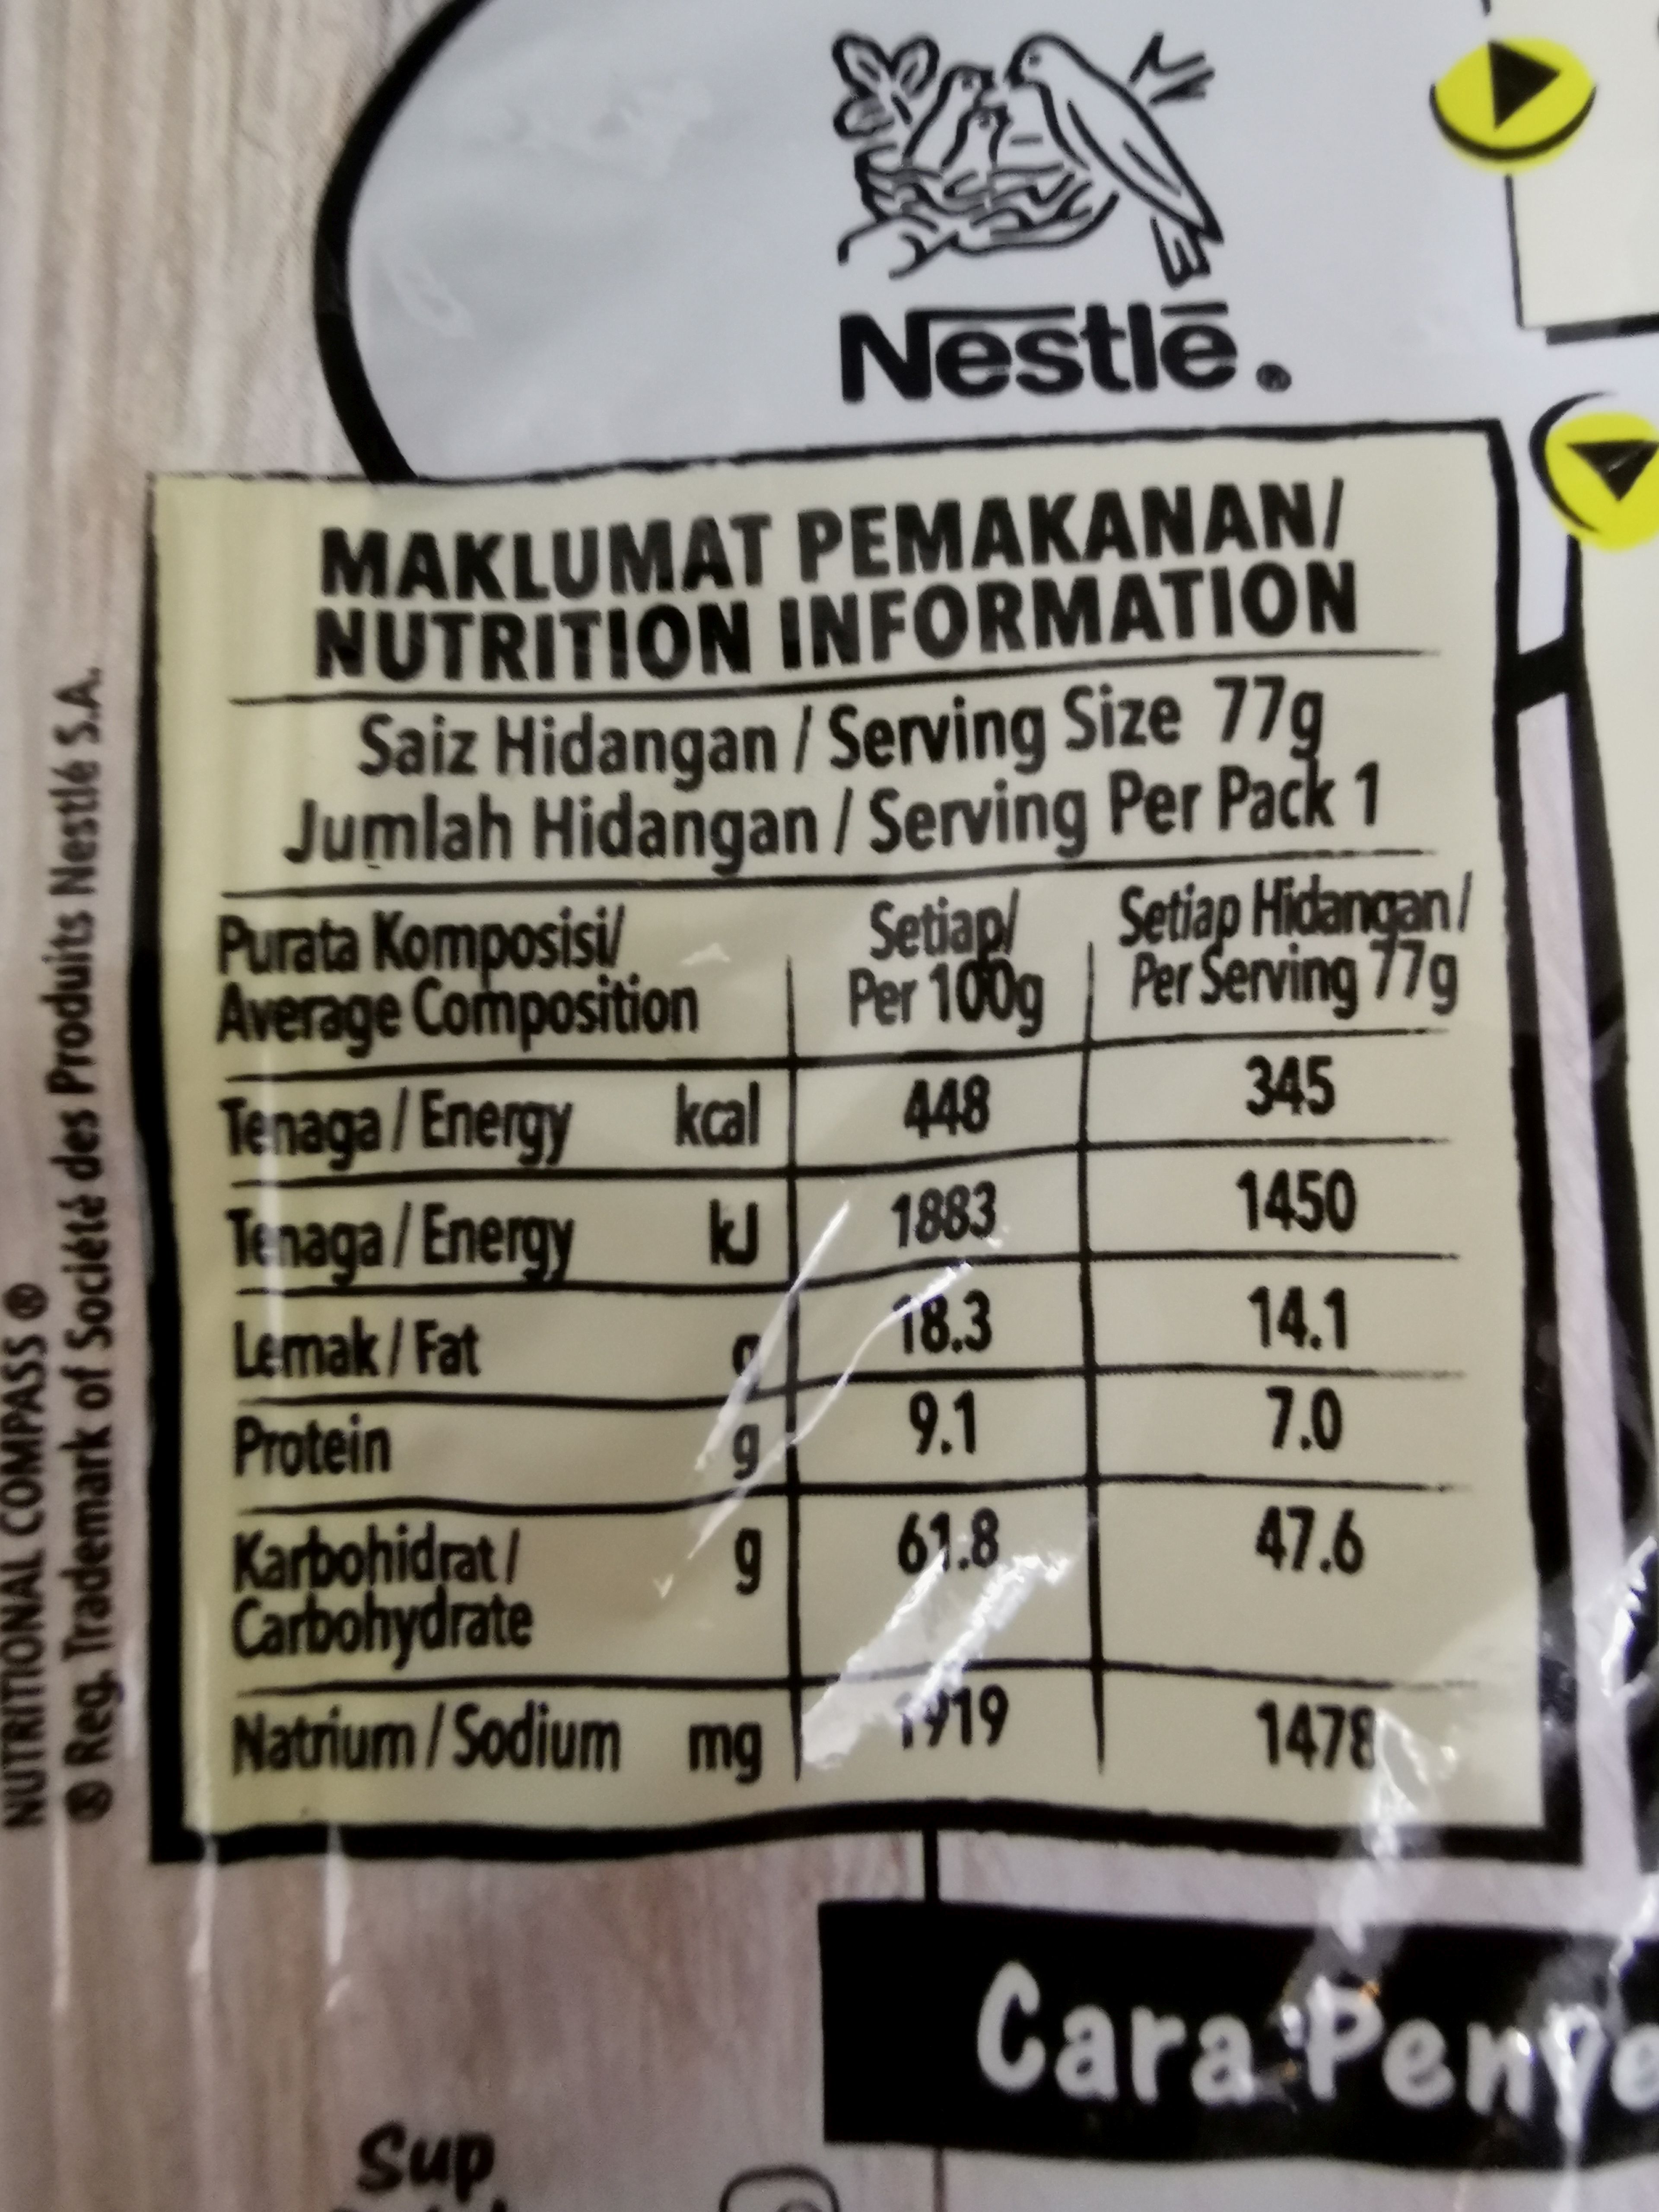 Nestlé®
MAKLUMAT PEMAKANAN/
NUTRITION INFORMATION
Saiz Hidangan / Serving Size 77g
Jumlah Hidangan / Serving Per Pack 1
Purata Komposisi/
Average Composition
Setiap/
Per 100g
Setiap Hidangan/
Per Serving 77g
Tenaga / Energy kcal 448 345
Tenaga / Energy kJ 1883 1450
Lemak / Fat g 18.3 14.1
Protein g 9.1 7.0
Karbohidrat / g 61.8 47.6
Carbohydrate
Natrium / Sodium mg 1919 1478
NUTRITIONAL COMPASS ®
® Reg. Trademark of Société des Produits Nestlé S.A.
Cara Penye
Sup